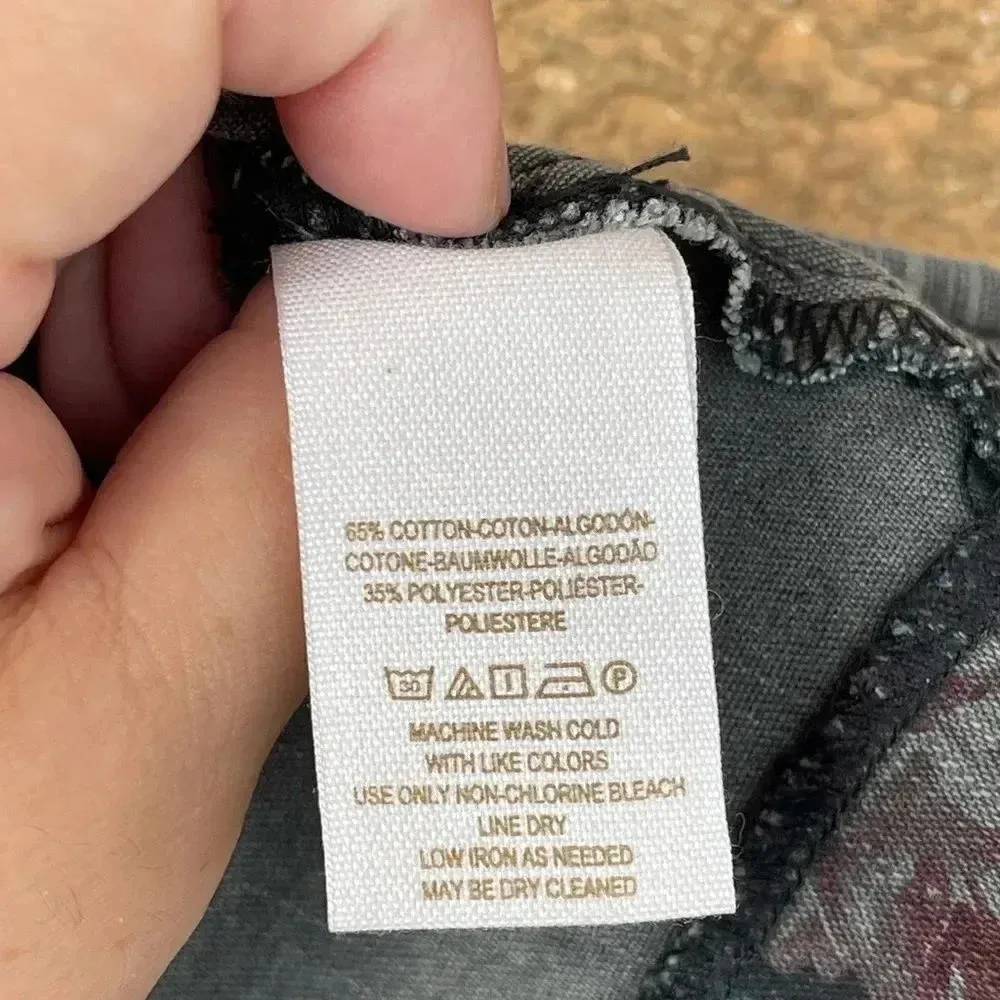 65% COTTON-COTON-ALGODÓN-
COTONE-BAUMWOLLE-ALGODÃO
35% POLYESTER-POLIÉSTER-
POLIESTERE
30 P
MACHINE WASH COLD
WITH LIKE COLORS
USE ONLY NON-CHLORINE BLEACH
LINE DRY
LOW IRON AS NEEDED
MAY BE DRY CLEANED